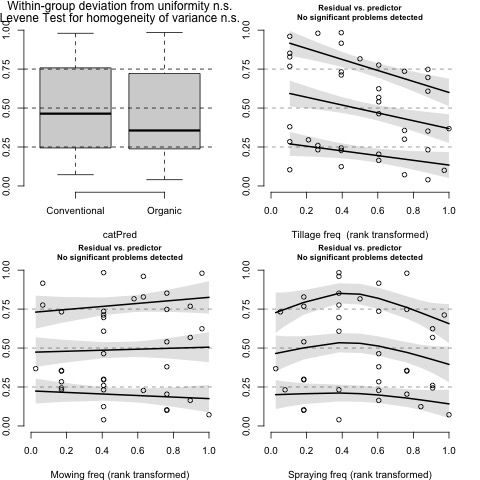 Within-group deviation from uniformity n.s.
Levene Test for homogeneity of variance n.s.
0.00 0.25 0.50 0.75 1.00
Conventional Organic
catPred
Residual vs. predictor
No significant problems detected
0.00 0.25 0.50 0.75 1.00
0.0 0.2 0.4 0.6 0.8 1.0
Tillage freq (rank transformed)
Residual vs. predictor
No significant problems detected
0.00 0.25 0.50 0.75 1.00
0.0 0.2 0.4 0.6 0.8 1.0
Mowing freq (rank transformed)
Residual vs. predictor
No significant problems detected
0.00 0.25 0.50 0.75 1.00
0.0 0.2 0.4 0.6 0.8 1.0
Spraying freq (rank transformed)